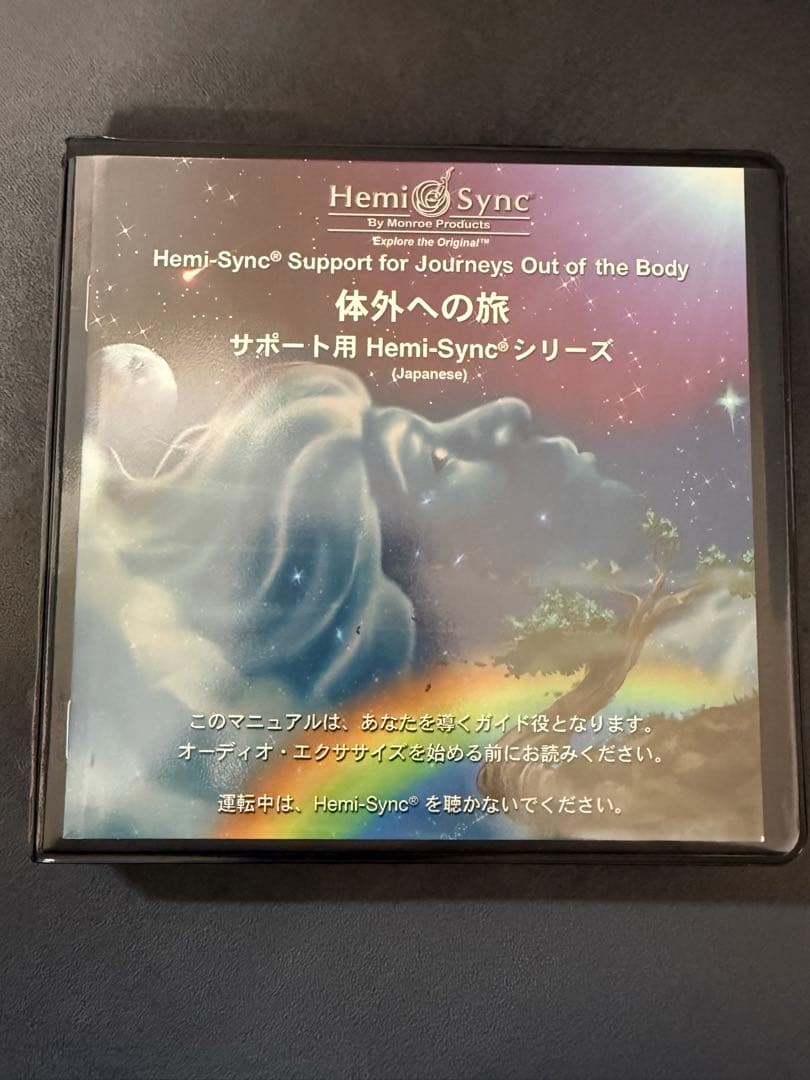 Hemi Sync®
By Monroe Products
Explore the Original™
Hemi-Sync® Support for Journeys Out of the Body
体外への旅
サポート用 Hemi-Sync® シリーズ
(Japanese)
このマニュアルは、あなたを導くガイド役となります。
オーディオ・エクササイズを始める前にお読みください。
運転中は、Hemi-Sync® を聴かないでください。